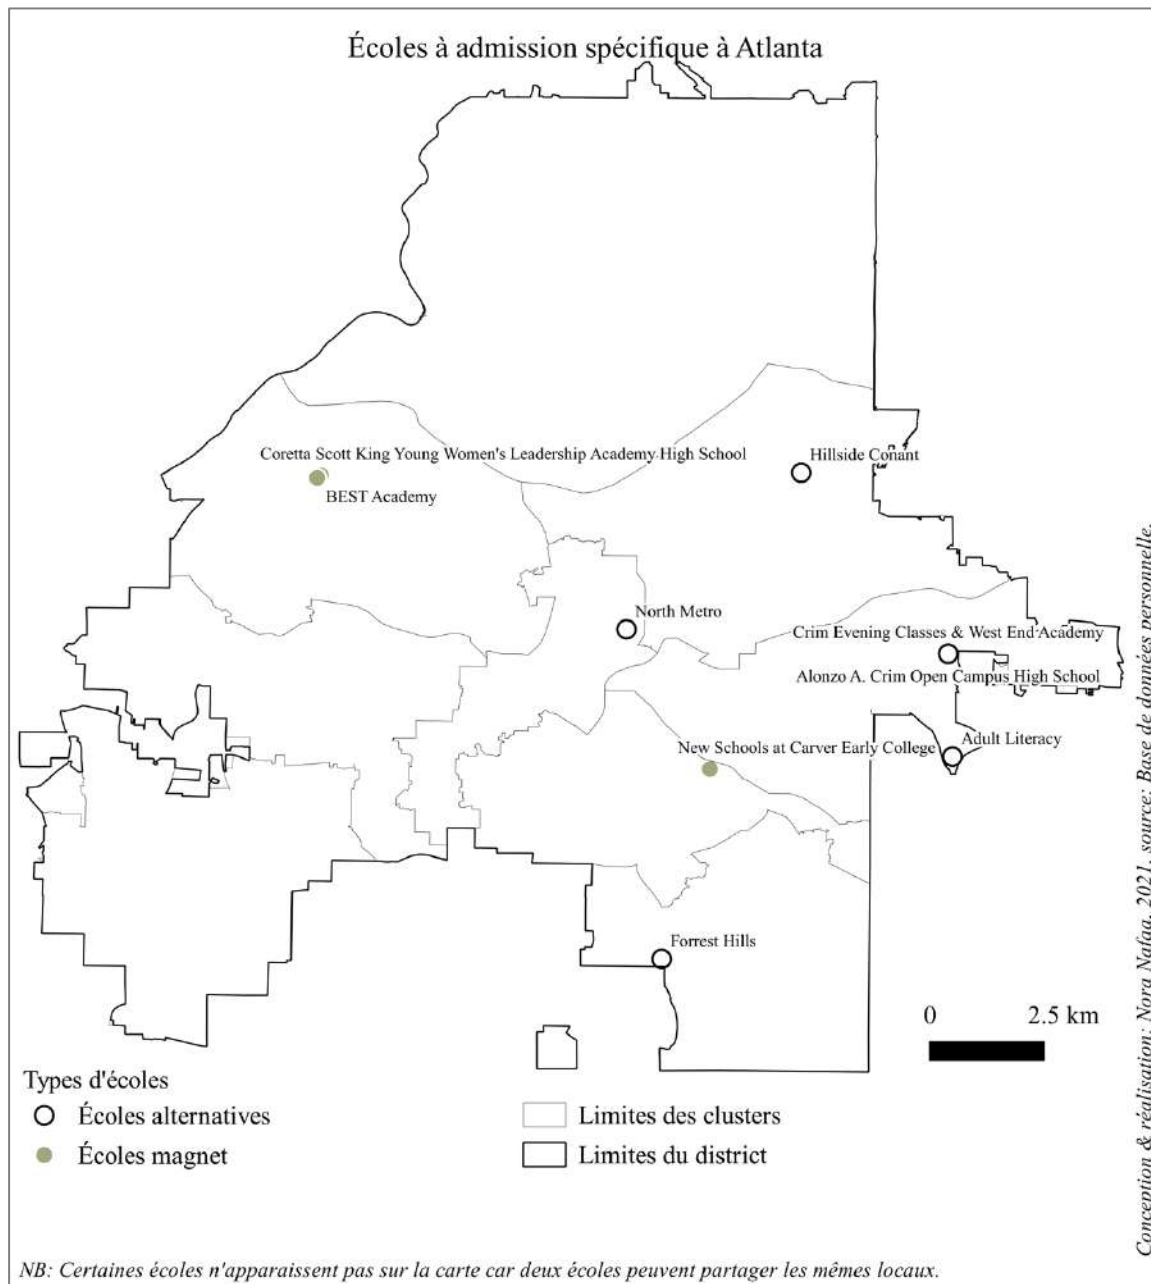 Écoles à admission spécifique à Atlanta
Coretta Scott King Young Women's Leadership Academy High School
BEST Academy
Hillside Conant
North Metro
Crim Evening Classes & West End Academy
Alonzo A. Crim Open Campus High School
New Schools at Carver Early College
Adult Literacy
Forrest Hills
0 2.5 km
Types d'écoles
Écoles alternatives
Écoles magnet
Limites des clusters
Limites du district
Conception & réalisation: Nora Nafaa, 2021, source: Base de données personnelle.
NB: Certaines écoles n'apparaissent pas sur la carte car deux écoles peuvent partager les mêmes locaux.